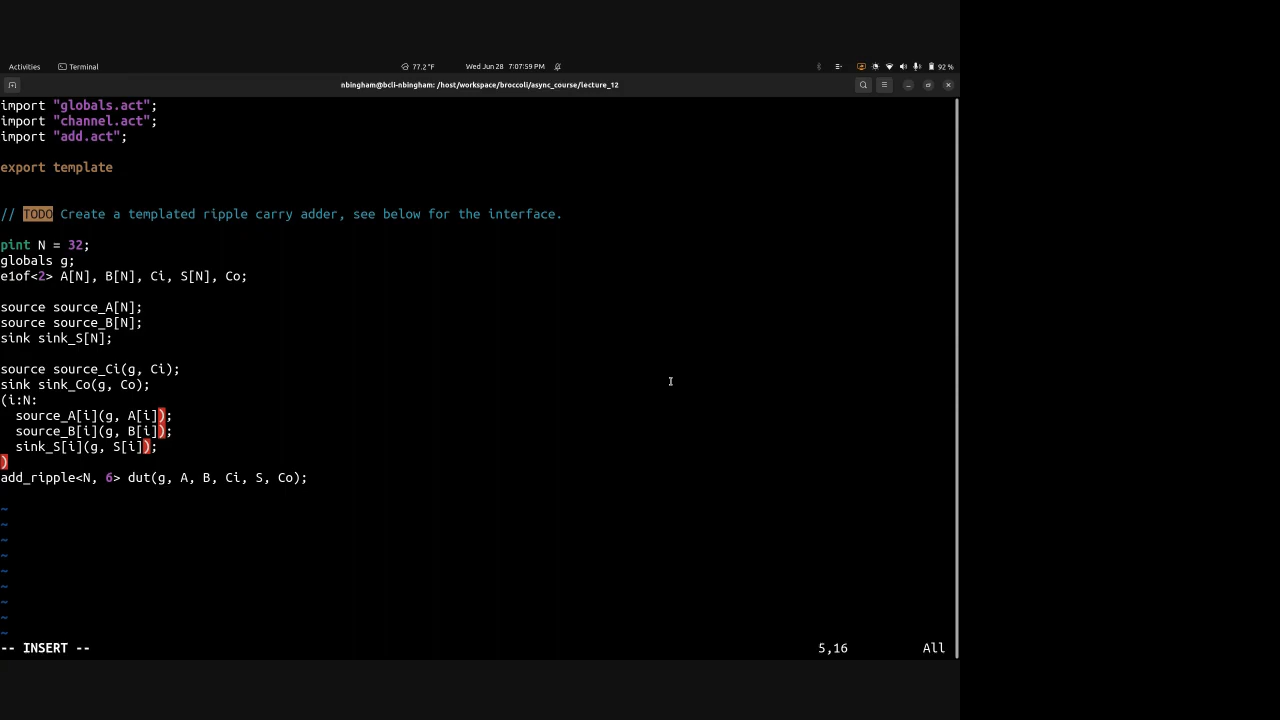 Activities Terminal 77.2 °F Wed Jun 28 7:07:59 PM 92 %
nbingham@bcli-nbingham: /host/workspace/broccoli/async_course/lecture_12
import "globals.act";
import "channel.act";
import "add.act";
export template
// TODO Create a templated ripple carry adder, see below for the interface.
pint N = 32;
globals g;
e1of<2> A[N], B[N], Ci, S[N], Co;
source source_A[N];
source source_B[N];
sink sink_S[N];
source source_Ci(g, Ci);
sink sink_Co(g, Co);
(i:N:
  source_A[i](g, A[i]);
  source_B[i](g, B[i]);
  sink_S[i](g, S[i]);
)
add_ripple<N, 6> dut(g, A, B, Ci, S, Co);
~
~
~
~
~
~
~
~
~
-- INSERT -- 5,16 All